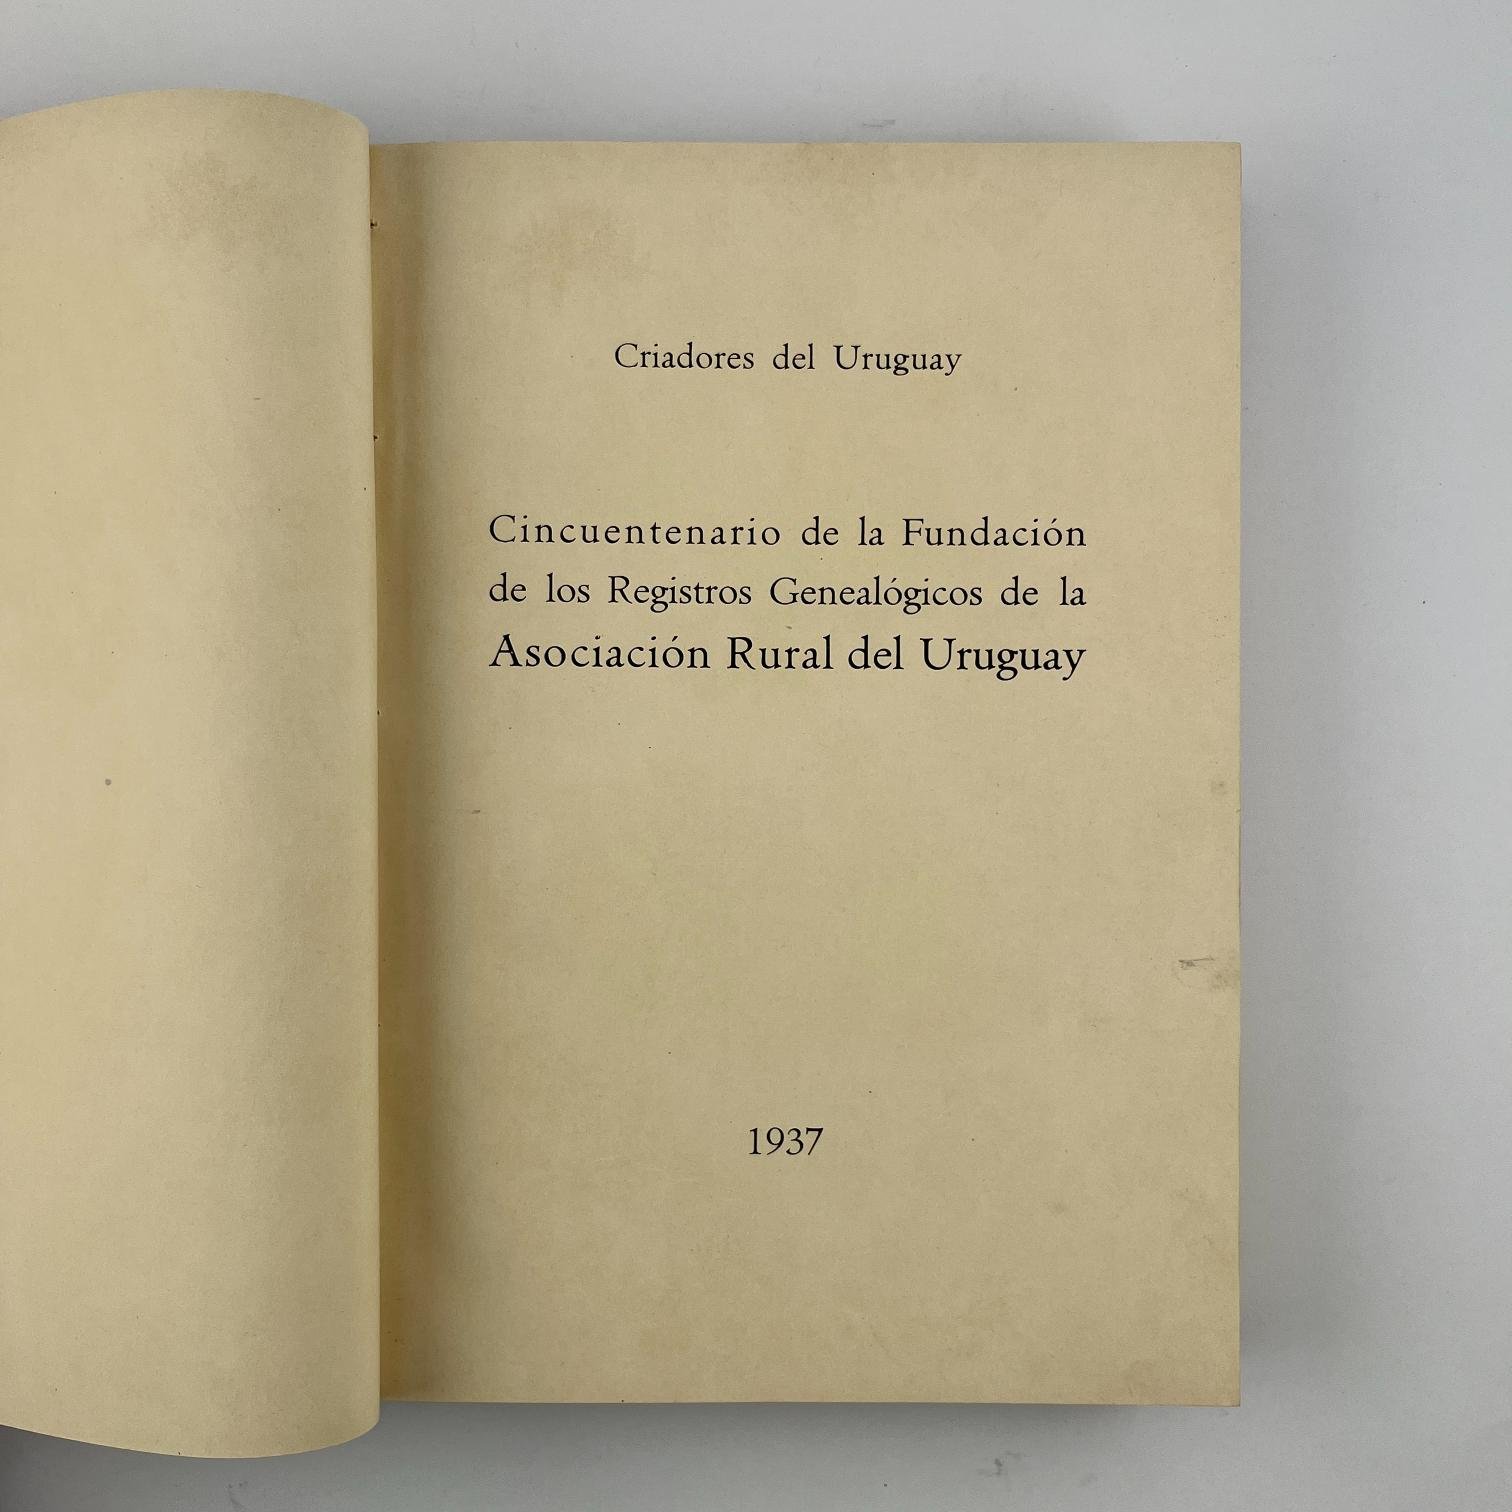 Criadores del Uruguay
Cincuentenario de la Fundación
de los Registros Genealógicos de la
Asociación Rural del Uruguay
1937